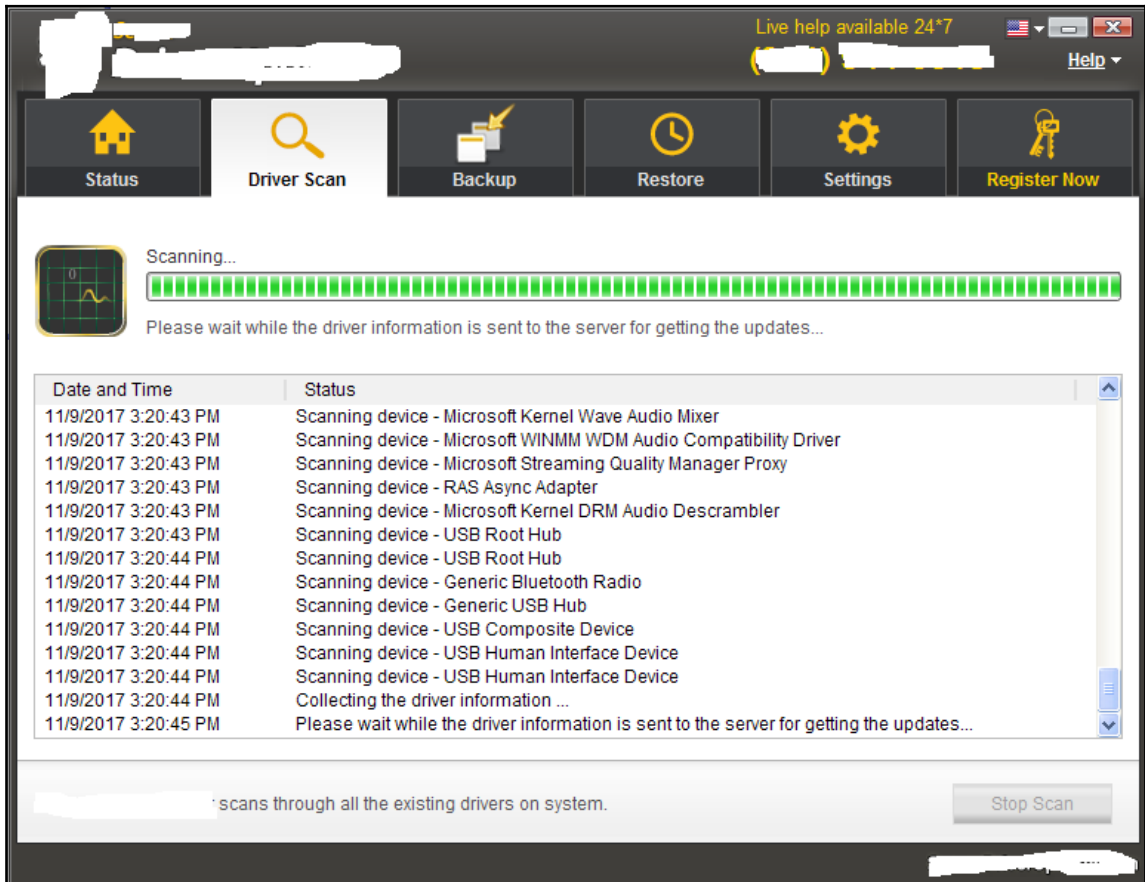 Live help available 24*7
Help
Status
Driver Scan
Backup
Restore
Settings
Register Now
Scanning...
Please wait while the driver information is sent to the server for getting the updates...
Date and Time Status
11/9/2017 3:20:43 PM Scanning device - Microsoft Kernel Wave Audio Mixer
11/9/2017 3:20:43 PM Scanning device - Microsoft WINMM WDM Audio Compatibility Driver
11/9/2017 3:20:43 PM Scanning device - Microsoft Streaming Quality Manager Proxy
11/9/2017 3:20:43 PM Scanning device - RAS Async Adapter
11/9/2017 3:20:43 PM Scanning device - Microsoft Kernel DRM Audio Descrambler
11/9/2017 3:20:43 PM Scanning device - USB Root Hub
11/9/2017 3:20:44 PM Scanning device - USB Root Hub
11/9/2017 3:20:44 PM Scanning device - Generic Bluetooth Radio
11/9/2017 3:20:44 PM Scanning device - Generic USB Hub
11/9/2017 3:20:44 PM Scanning device - USB Composite Device
11/9/2017 3:20:44 PM Scanning device - USB Human Interface Device
11/9/2017 3:20:44 PM Scanning device - USB Human Interface Device
11/9/2017 3:20:44 PM Collecting the driver information ...
11/9/2017 3:20:45 PM Please wait while the driver information is sent to the server for getting the updates...
scans through all the existing drivers on system.
Stop Scan